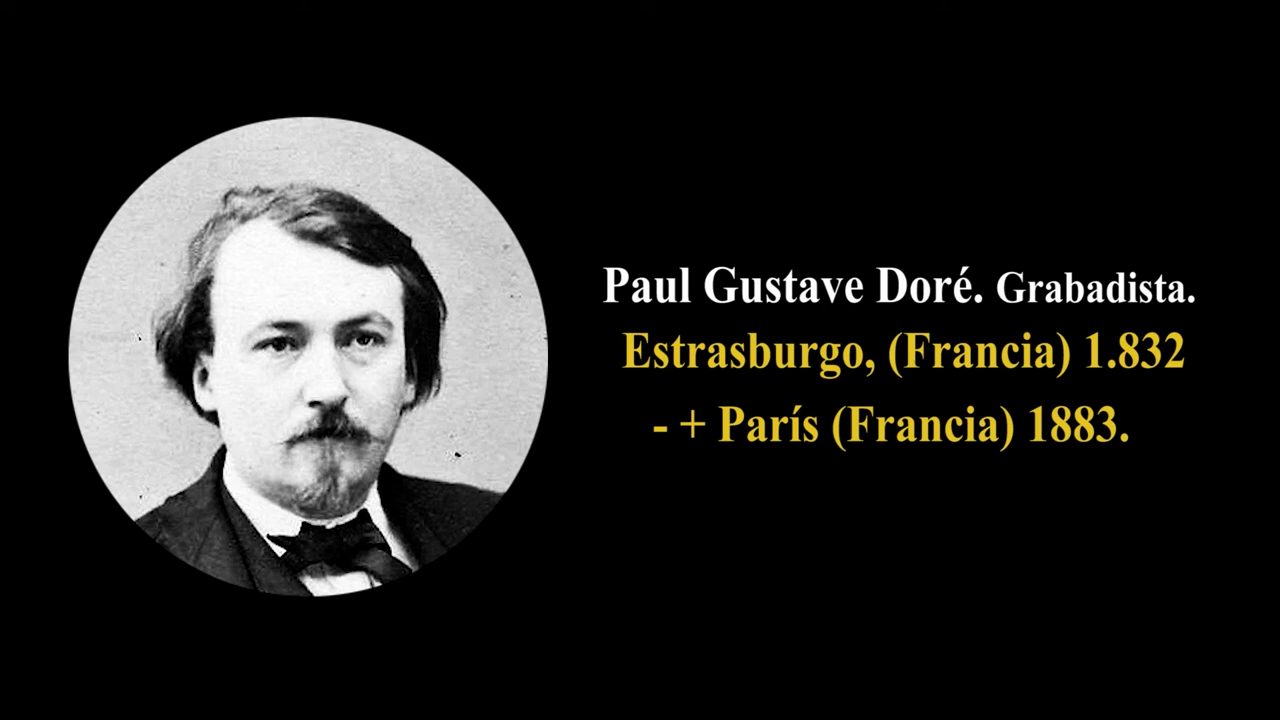 Paul Gustave Doré. Grabadista.
Estrasburgo, (Francia) 1.832
- + París (Francia) 1883.